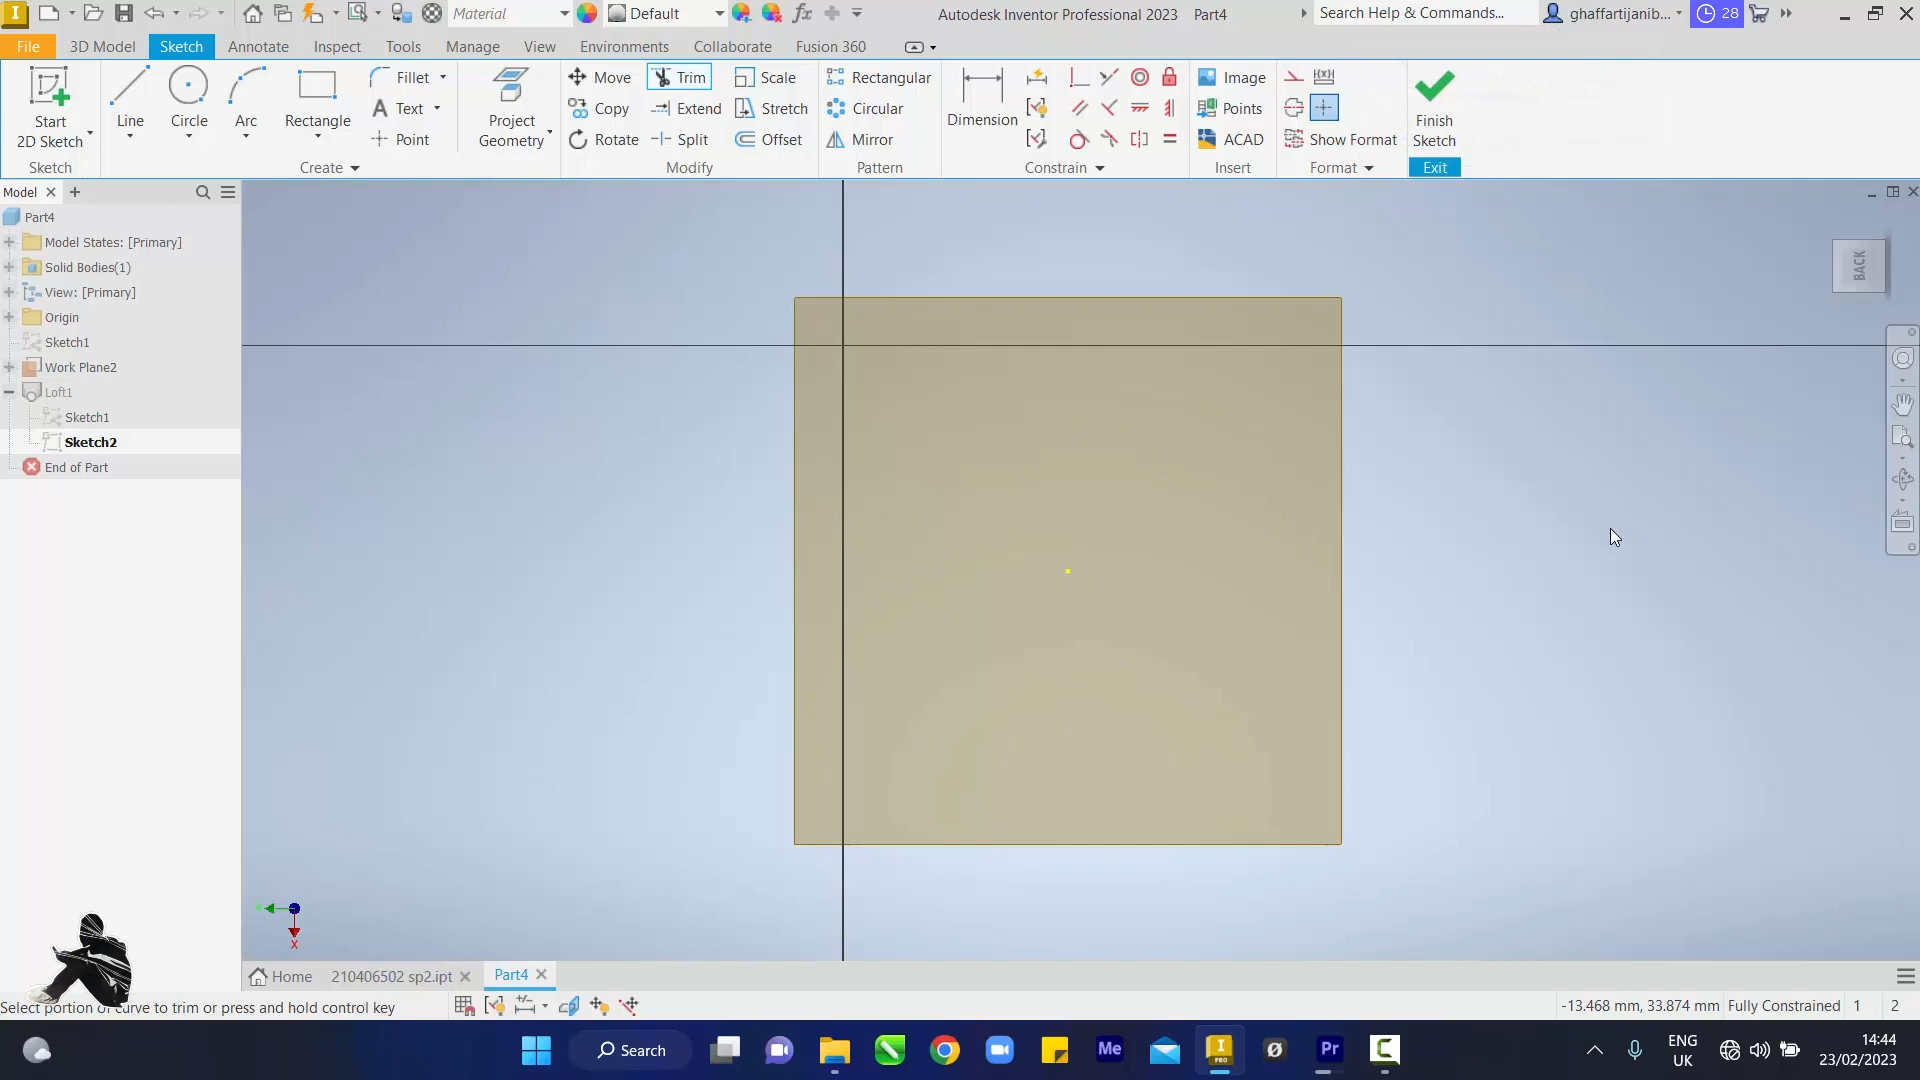 Material
Default
Autodesk Inventor Professional 2023 Part4
Search Help & Commands...
ghaffartijanib...
28
File 3D Model Sketch Annotate Inspect Tools Manage View Environments Collaborate Fusion 360
Start
2D Sketch
Line
Circle
Arc
Rectangle
Fillet
Text
Point
Project
Geometry
Move
Copy
Rotate
Trim
Extend
Split
Scale
Stretch
Offset
Rectangular
Circular
Mirror
Dimension
Image
Points
ACAD
Show Format
Finish
Sketch
Sketch Create Modify Pattern Constrain Insert Format Exit
Model
Part4
Model States: [Primary]
Solid Bodies(1)
View: [Primary]
Origin
Sketch1
Work Plane2
Loft1
Sketch1
Sketch2
End of Part
BACK
X
Home 210406502 sp2.ipt Part4
Select portion of curve to trim or press and hold control key
-13.468 mm, 33.874 mm Fully Constrained 1 2
Search
Me
I
PRO
Pr
ENG
UK
14:44
23/02/2023